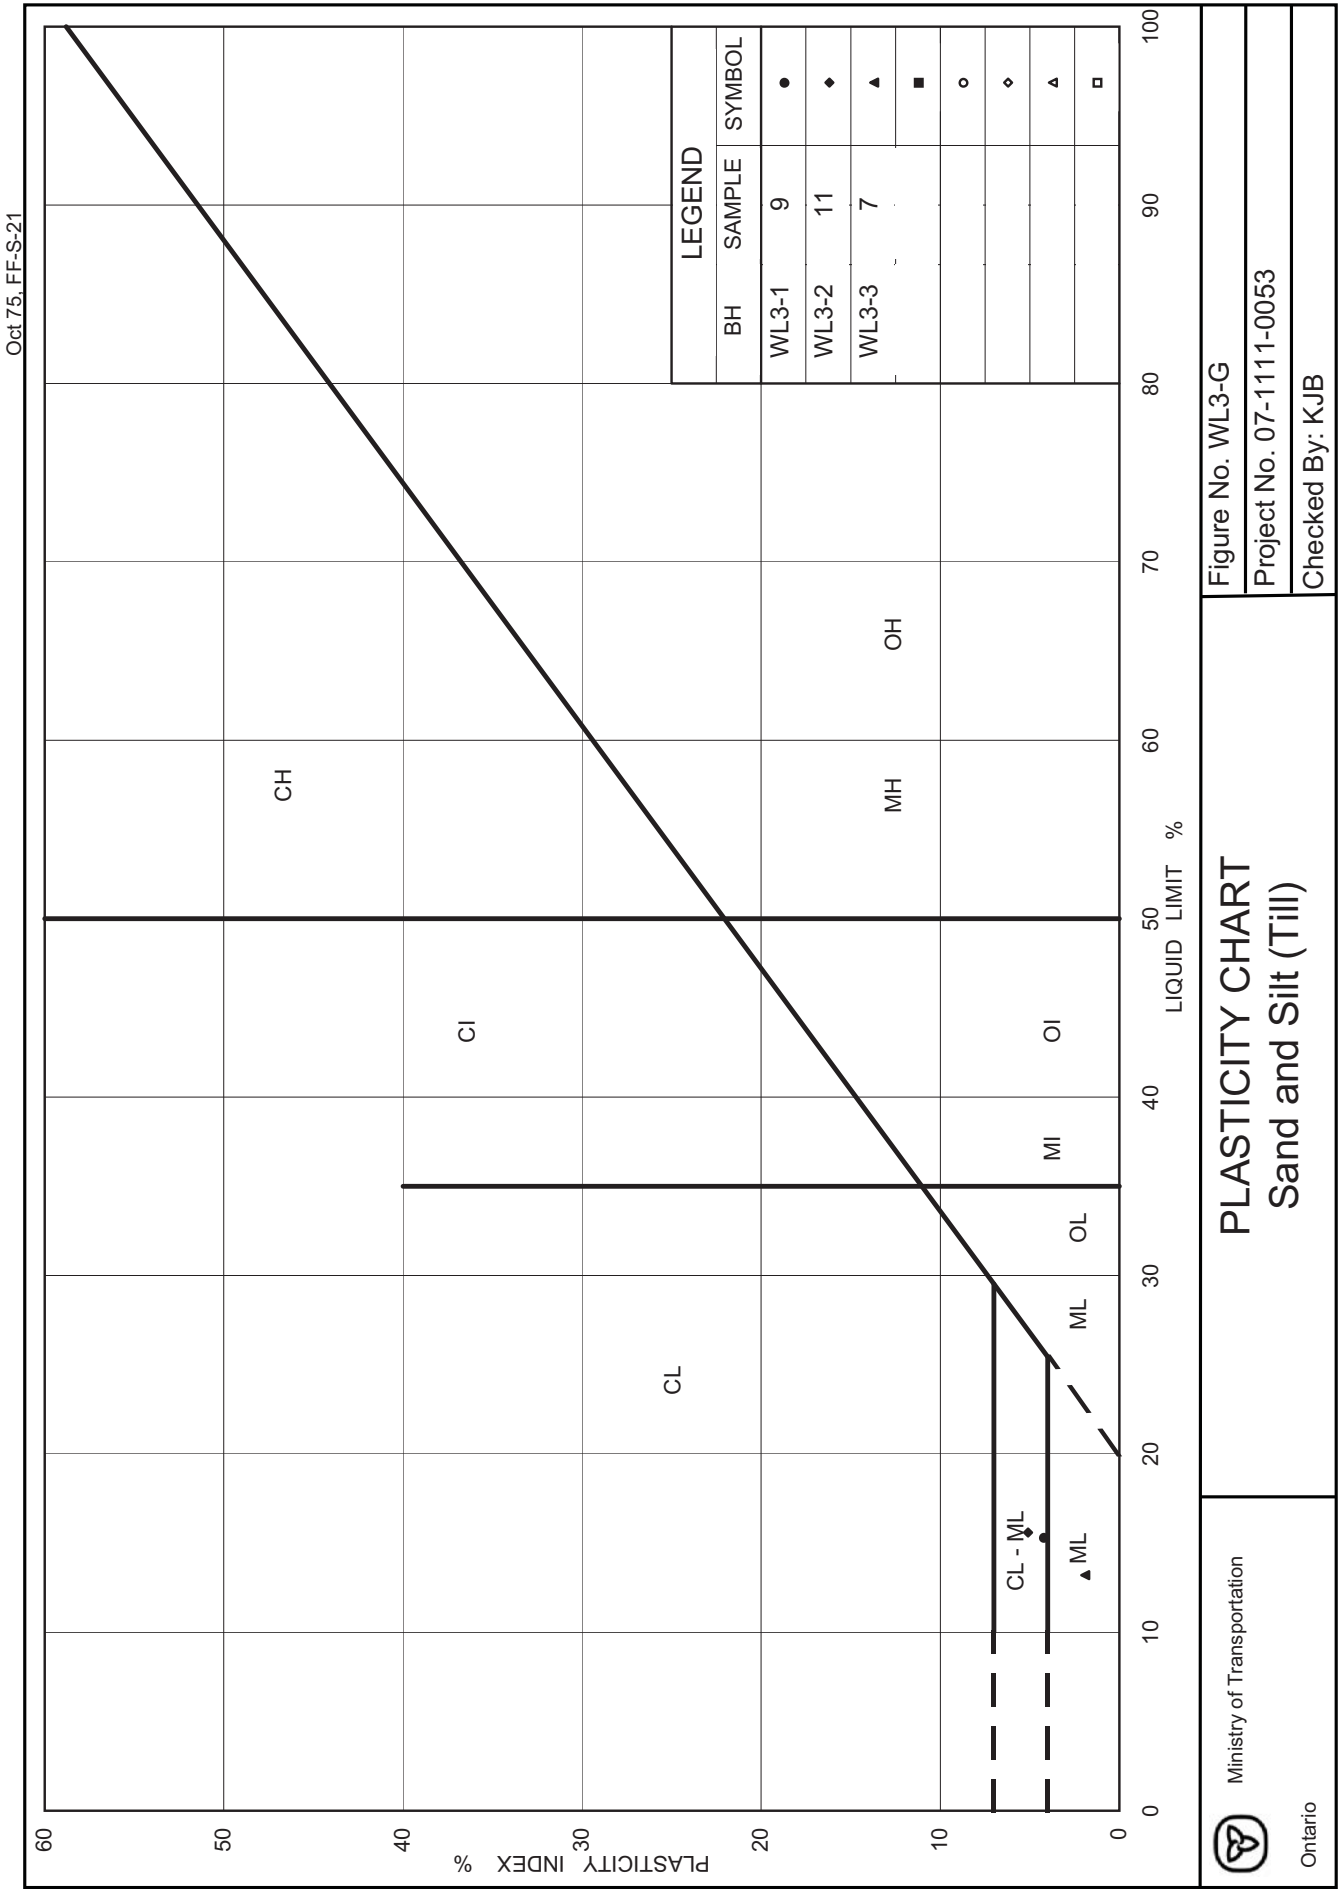 Oct 75, FF-S-21
60
50
40
30
20
10
0
PLASTICITY INDEX %
CH
CI
CL
CL - ML
ML
ML
OL
MI
OI
MH
OH
LEGEND
BH SAMPLE SYMBOL
WL3-1 9
WL3-2 11
WL3-3 7
0 10 20 30 40 50 60 70 80 90 100
LIQUID LIMIT %
Ministry of Transportation
Ontario
PLASTICITY CHART
Sand and Silt (Till)
Figure No. WL3-G
Project No. 07-1111-0053
Checked By: KJB